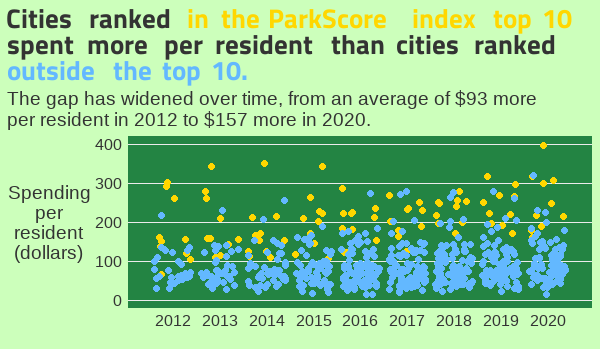 Cities ranked in the ParkScore index top 10
spent more per resident than cities ranked
outside the top 10.
The gap has widened over time, from an average of $93 more
per resident in 2012 to $157 more in 2020.
400
300
200
100
0
Spending
per
resident
(dollars)
2012 2013 2014 2015 2016 2017 2018 2019 2020